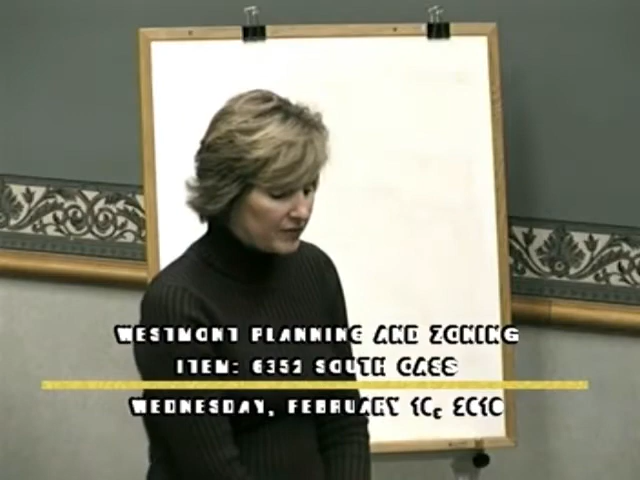 WESTMONT PLANNING AND ZONING
ITEM: 6352 SOUTH CASS
WEDNESDAY, FEBRUARY 10, 2010